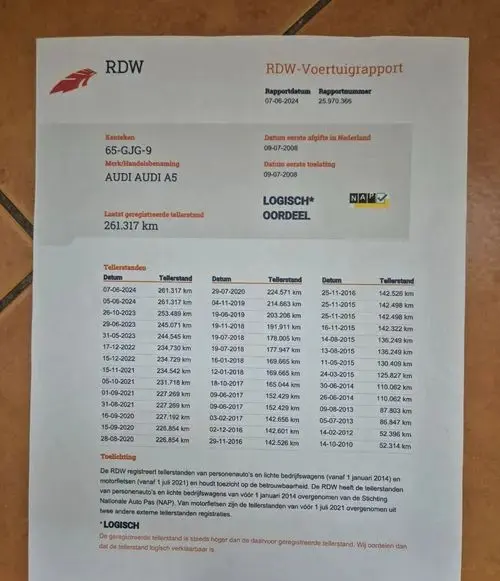 RDW
RDW-Voertuigrapport
Rapportdatum Rapportnummer
07-06-2024 25.970.366
Kenteken
65-GJG-9
Merk/Handelsbenaming
AUDI AUDI A5
Laatst geregistreerde tellerstand
261.317 km
Datum eerste afgifte in Nederland
09-07-2008
Datum eerste toelating
09-07-2008
LOGISCH*
OORDEEL
NAP
Tellerstanden
Datum Tellerstand Datum Tellerstand Datum Tellerstand
07-06-2024 261.317 km 29-07-2020 224.571 km 25-11-2016 142.526 km
05-06-2024 261.317 km 04-11-2019 214.663 km 25-11-2015 142.498 km
26-10-2023 253.489 km 19-06-2019 203.206 km 25-11-2015 142.498 km
29-06-2023 245.071 km 19-11-2018 191.911 km 16-11-2015 142.322 km
31-05-2023 244.545 km 19-07-2018 178.005 km 14-08-2015 136.249 km
17-12-2022 234.730 km 19-07-2018 177.947 km 13-08-2015 136.249 km
15-12-2022 234.729 km 16-01-2018 169.665 km 11-05-2015 130.409 km
15-11-2021 234.542 km 12-01-2018 169.665 km 24-03-2015 125.827 km
05-10-2021 231.718 km 18-10-2017 165.044 km 30-06-2014 110.062 km
01-09-2021 227.269 km 09-06-2017 152.429 km 26-06-2014 110.062 km
31-08-2021 227.269 km 09-06-2017 152.429 km 09-08-2013 87.803 km
16-09-2020 227.192 km 03-02-2017 142.656 km 05-07-2013 86.847 km
15-09-2020 226.854 km 02-12-2016 142.601 km 14-02-2012 52.396 km
28-08-2020 226.854 km 29-11-2016 142.526 km 14-10-2010 52.314 km
Toelichting
De RDW registreert tellerstanden van personenauto's en lichte bedrijfswagens (vanaf 1 januari 2014) en
motorfietsen (vanaf 1 juli 2021) en houdt toezicht op de betrouwbaarheid. De RDW heeft de tellerstanden
van personenauto's en lichte bedrijfswagens van vóór 1 januari 2014 overgenomen van de Stichting
Nationale Auto Pas (NAP). Van motorfietsen zijn de tellerstanden van vóór 1 juli 2021 overgenomen uit
twee andere externe tellerstanden registraties.
*LOGISCH
De geregistreerde tellerstand is steeds hoger dan de daarvoor geregistreerde tellerstand. Wij oordelen dan
dat de tellerstand logisch verklaarbaar is.